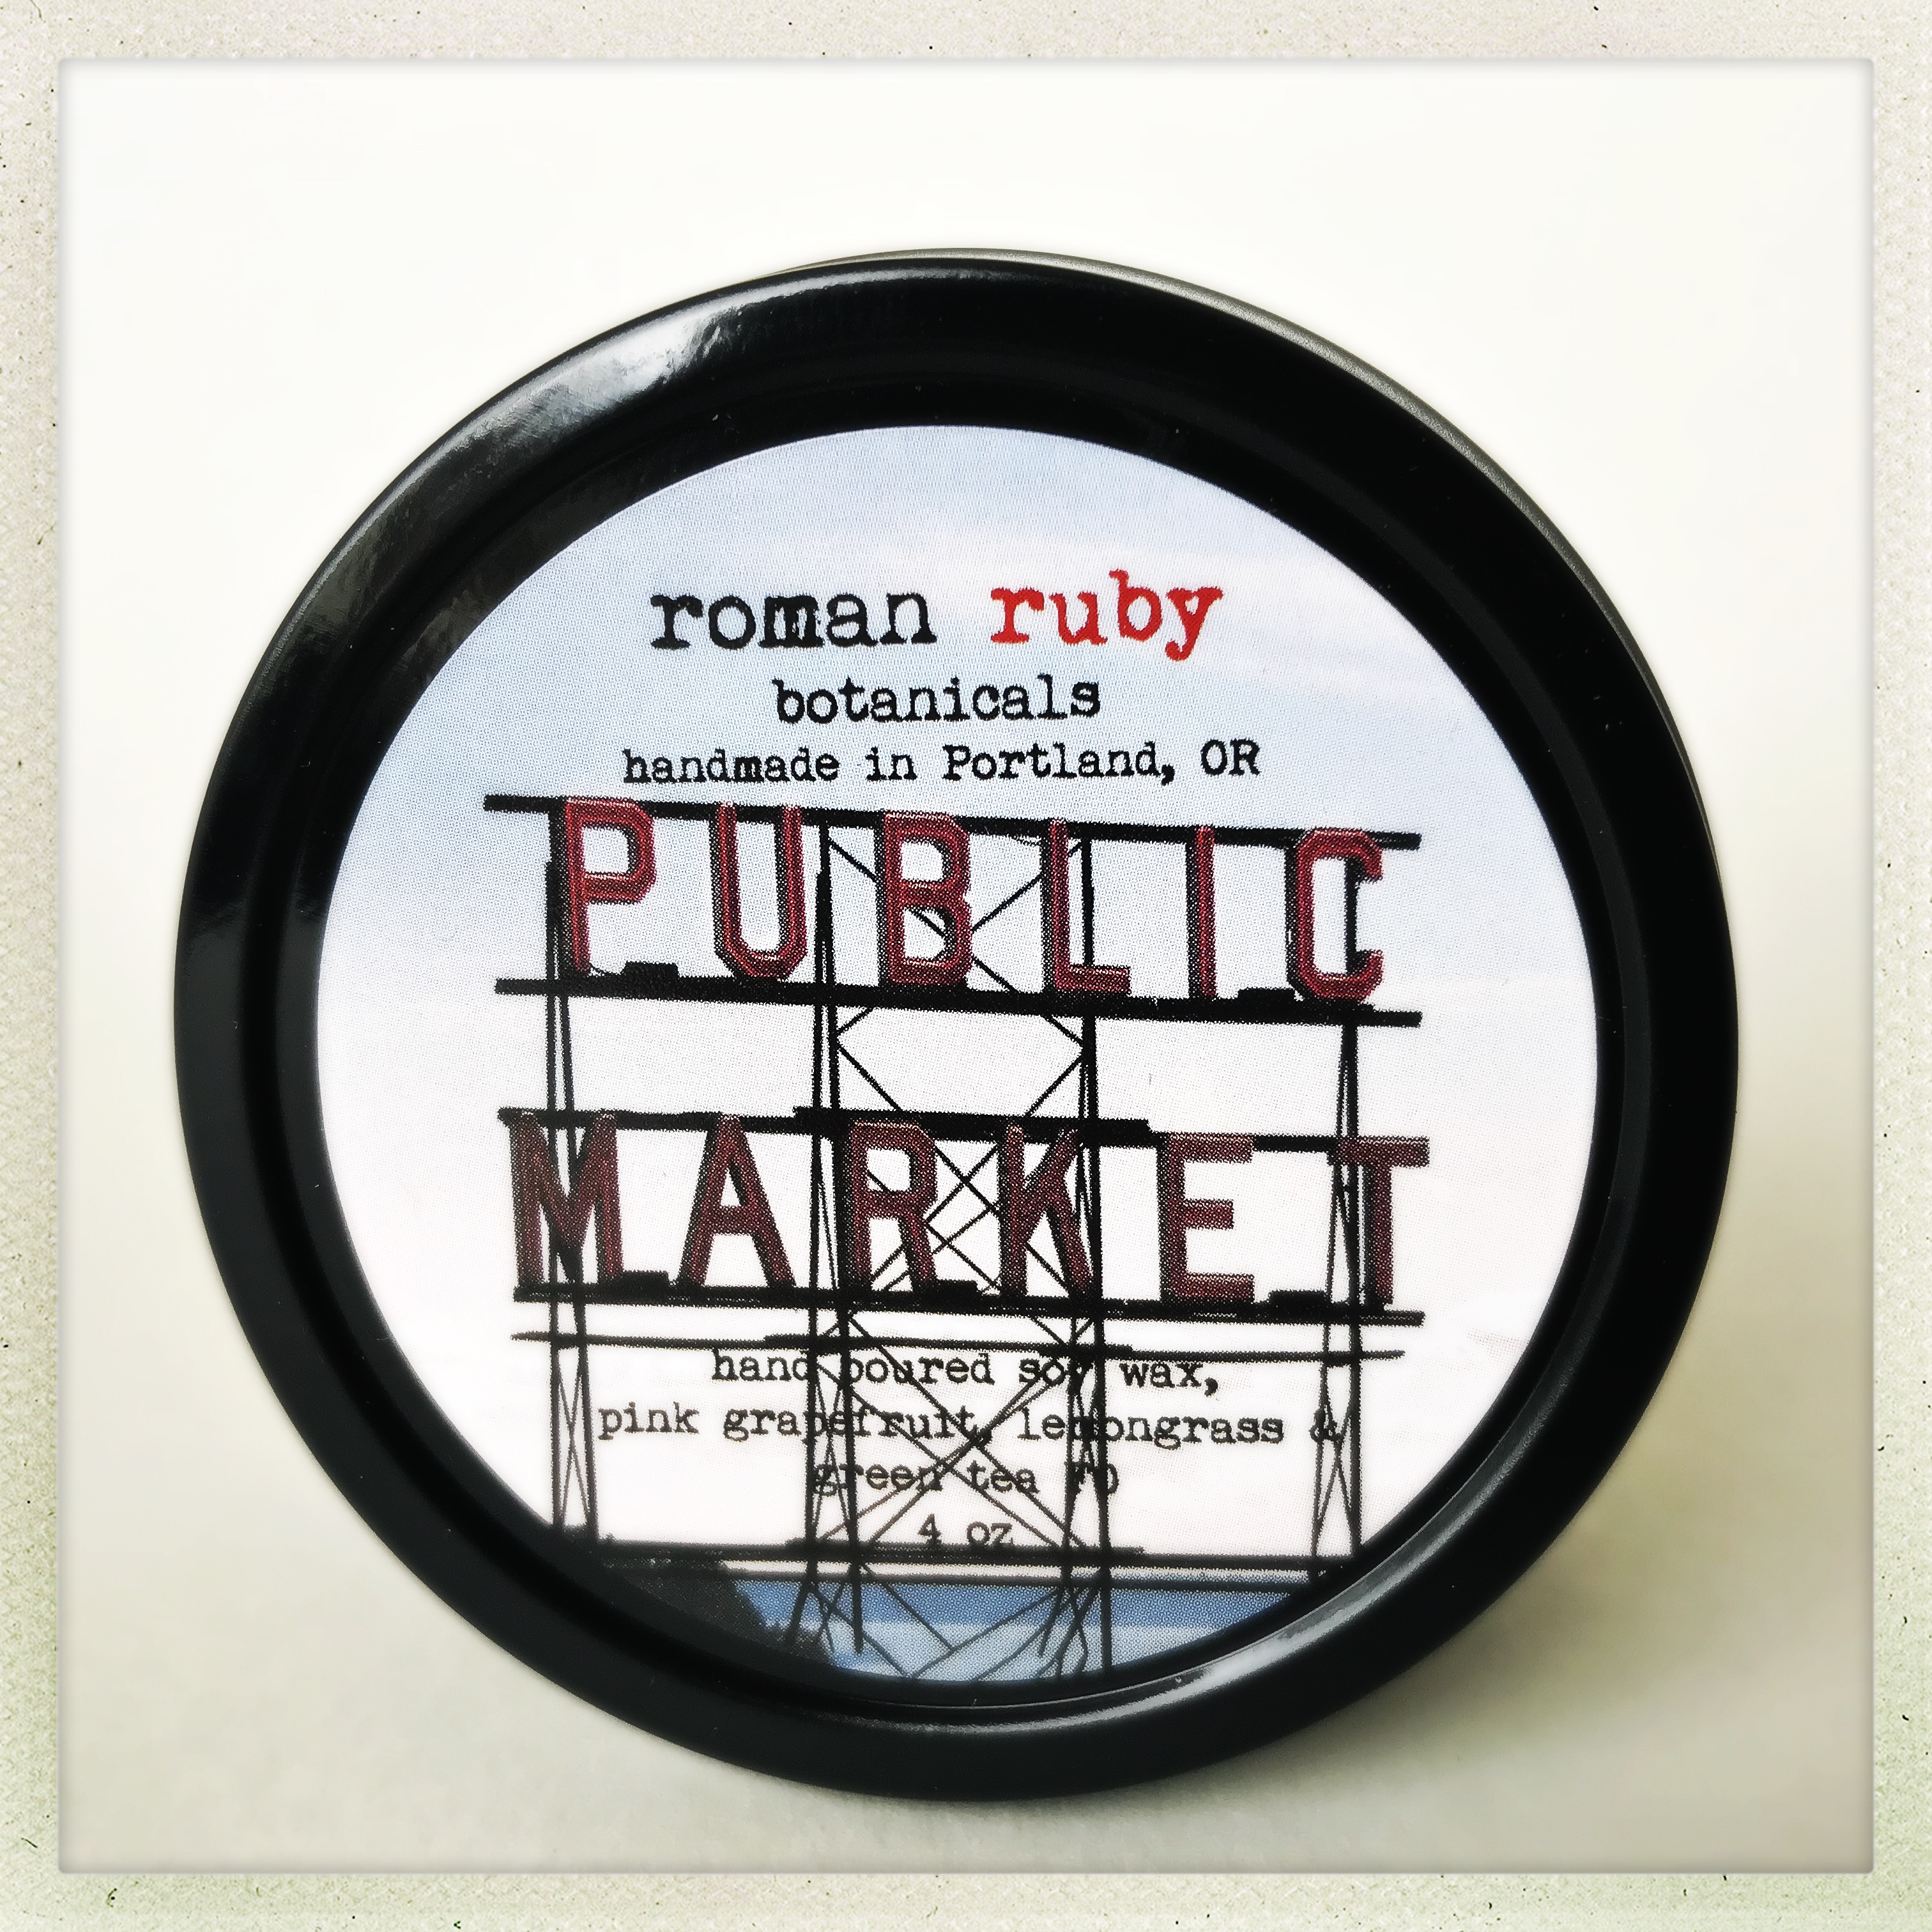 roman ruby
botanicals
handmade in Portland, OR
PUBLIC
MARKET
hand poured soy wax,
pink grapefruit, lemongrass &
green tea FO
4 oz